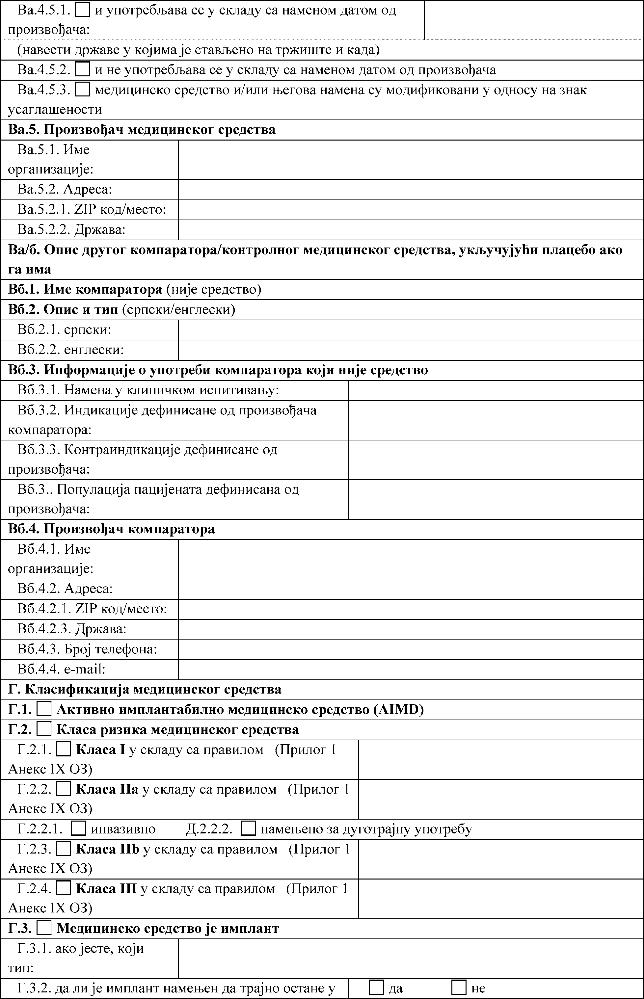 Ва.4.5.1. ☐ и употребљава се у складу са наменом датом од
произвођача:
(навести државе у којима је стављено на тржиште и када)
Ва.4.5.2. ☐ и не употребљава се у складу са наменом датом од произвођача
Ва.4.5.3. ☐ медицинско средство и/или његова намена су модификовани у односу на знак
усаглашености
Ва.5. Произвођач медицинског средства
Ва.5.1. Име
организације:
Ва.5.2. Адреса:
Ва.5.2.1. ZIP код/место:
Ва.5.2.2. Држава:
Ва/б. Опис другог компаратора/контролног медицинског средства, укључујући плацебо ако
га има
Вб.1. Име компаратора (није средство)
Вб.2. Опис и тип (српски/енглески)
Вб.2.1. српски:
Вб.2.2. енглески:
Вб.3. Информације о употреби компаратора који није средство
Вб.3.1. Намена у клиничком испитивању:
Вб.3.2. Индикације дефинисане од произвођача
компаратора:
Вб.3.3. Контраиндикације дефинисане од
произвођача:
Вб.3.. Популација пацијената дефинисана од
произвођача:
Вб.4. Произвођач компаратора
Вб.4.1. Име
организације:
Вб.4.2. Адреса:
Вб.4.2.1. ZIP код/место:
Вб.4.2.3. Држава:
Вб.4.3. Број телефона:
Вб.4.4. e-mail:
Г. Класификација медицинског средства
Г.1. ☐ Активно имплантабилно медицинско средство (AIMD)
Г.2. ☐ Класа ризика медицинског средства
Г.2.1. ☐ Класа I у складу са правилом (Прилог 1
Анекс IX ОЗ)
Г.2.2. ☐ Класа IIa у складу са правилом (Прилог 1
Анекс IX ОЗ)
Г.2.2.1. ☐ инвазивно Д.2.2.2. ☐ намењено за дуготрајну употребу
Г.2.3. ☐ Класа IIb у складу са правилом (Прилог 1
Анекс IX ОЗ)
Г.2.4. ☐ Класа III у складу са правилом (Прилог 1
Анекс IX ОЗ)
Г.3. ☐ Медицинско средство је имплант
Г.3.1. ако јесте, који
тип:
Г.3.2. да ли је имплант намењен да трајно остане у ☐ да ☐ не